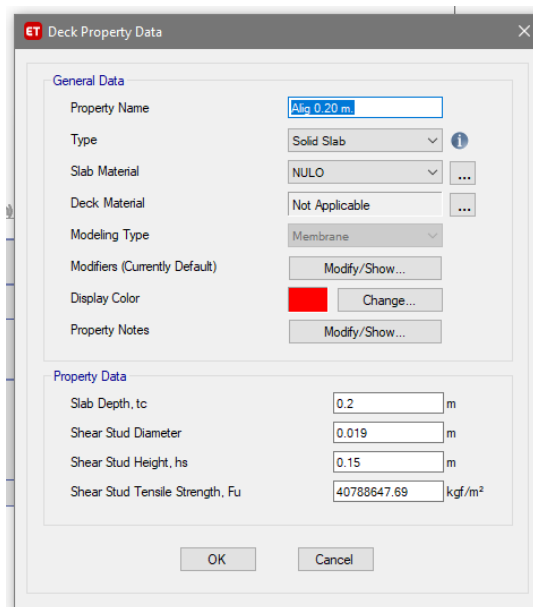 ET Deck Property Data
General Data
Property Name Alig 0.20 m.
Type Solid Slab
Slab Material NULO ...
Deck Material Not Applicable ...
Modeling Type Membrane
Modifiers (Currently Default) Modify/Show...
Display Color Change...
Property Notes Modify/Show...
Property Data
Slab Depth, tc 0.2 m
Shear Stud Diameter 0.019 m
Shear Stud Height, hs 0.15 m
Shear Stud Tensile Strength, Fu 40788647.69 kgf/m²
OK Cancel